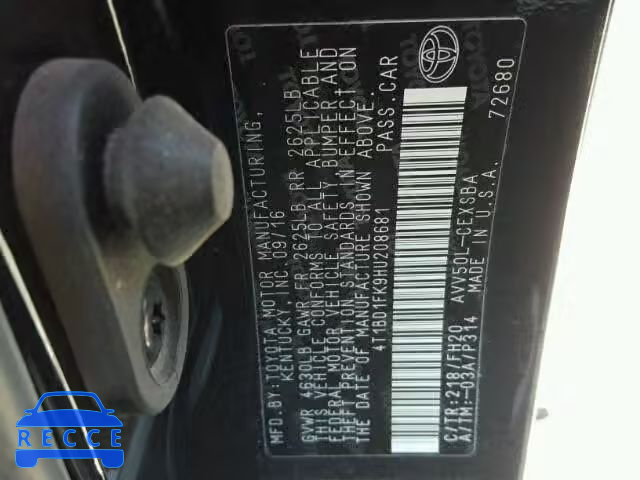 MFD.BY:TOYOTA MOTOR MANUFACTURING,
KENTUCKY, INC. 09/16
GVWR 4630LB GAWR FR 2625LB RR 2625LB
THIS VEHICLE CONFORMS TO ALL APPLICABLE
FEDERAL MOTOR VEHICLE SAFETY, BUMPER AND
THEFT PREVENTION STANDARDS IN EFFECT ON
THE DATE OF MANUFACTURE SHOWN ABOVE.
4T1BD1FK9HU208681 PASS.CAR
C/TR:218/FH20 AVV50L-CEXSBA
A/TM:-03A/P314 MADE IN U.S.A.
72680
TOYOTA
RECCE